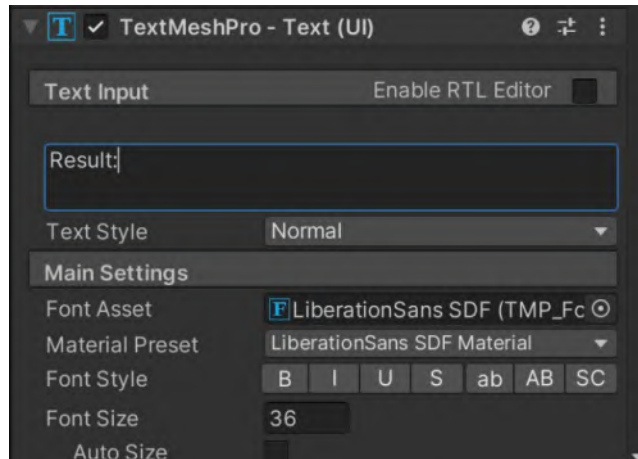 TextMeshPro - Text (UI)
Text Input Enable RTL Editor
Result:
Text Style Normal
Main Settings
Font Asset F LiberationSans SDF (TMP_Fo
Material Preset LiberationSans SDF Material
Font Style B I U S ab AB SC
Font Size 36
Auto Size